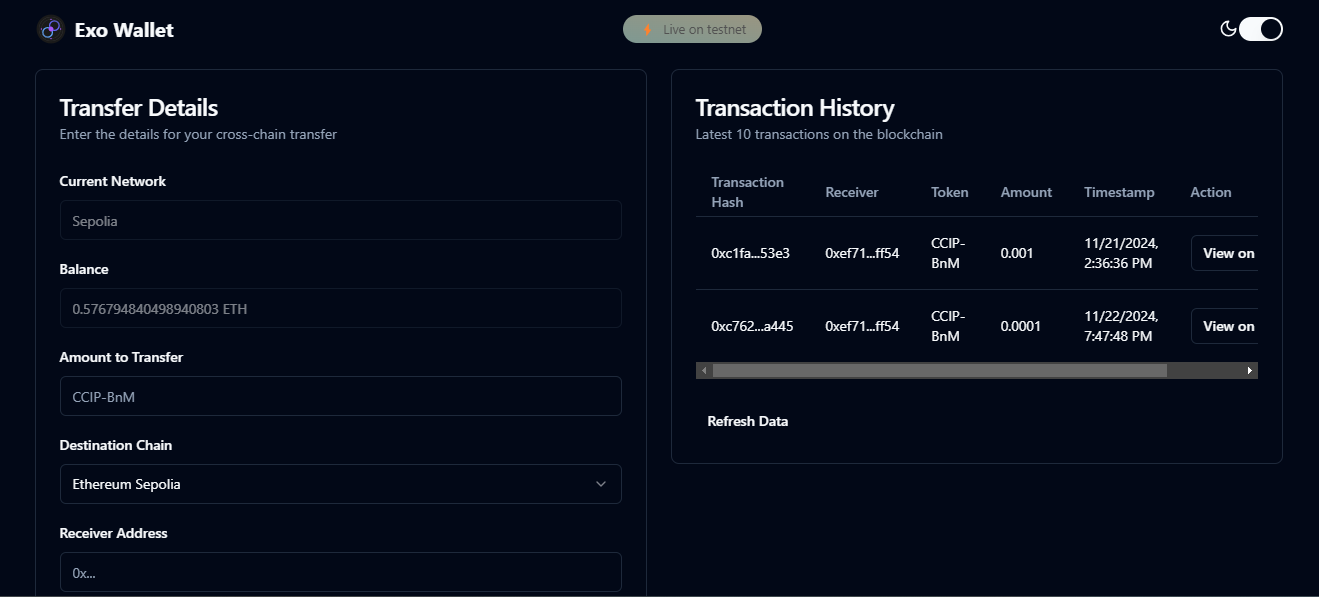 Exo Wallet
Live on testnet
Transfer Details
Enter the details for your cross-chain transfer
Current Network
Sepolia
Balance
0.576794840498940803 ETH
Amount to Transfer
CCIP-BnM
Destination Chain
Ethereum Sepolia
Receiver Address
0x...
Transaction History
Latest 10 transactions on the blockchain
Transaction
Hash
Receiver
Token
Amount
Timestamp
Action
0xc1fa...53e3
0xef71...ff54
CCIP-
BnM
0.001
11/21/2024,
2:36:36 PM
View on
0xc762...a445
0xef71...ff54
CCIP-
BnM
0.0001
11/22/2024,
7:47:48 PM
View on
Refresh Data